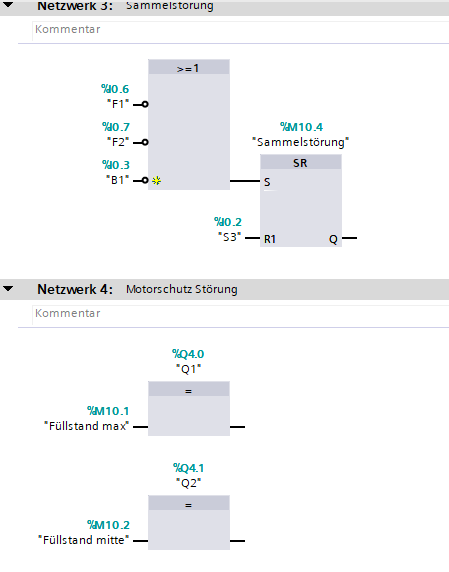 Netzwerk 3: Sammelstörung
Kommentar
>=1
%I0.6
"F1"
%I0.7
"F2"
%I0.3
"B1"
%M10.4
"Sammelstörung"
SR
S
%I0.2
"S3"
R1 Q
Netzwerk 4: Motorschutz Störung
Kommentar
%Q4.0
"Q1"
=
%M10.1
"Füllstand max"
%Q4.1
"Q2"
=
%M10.2
"Füllstand mitte"